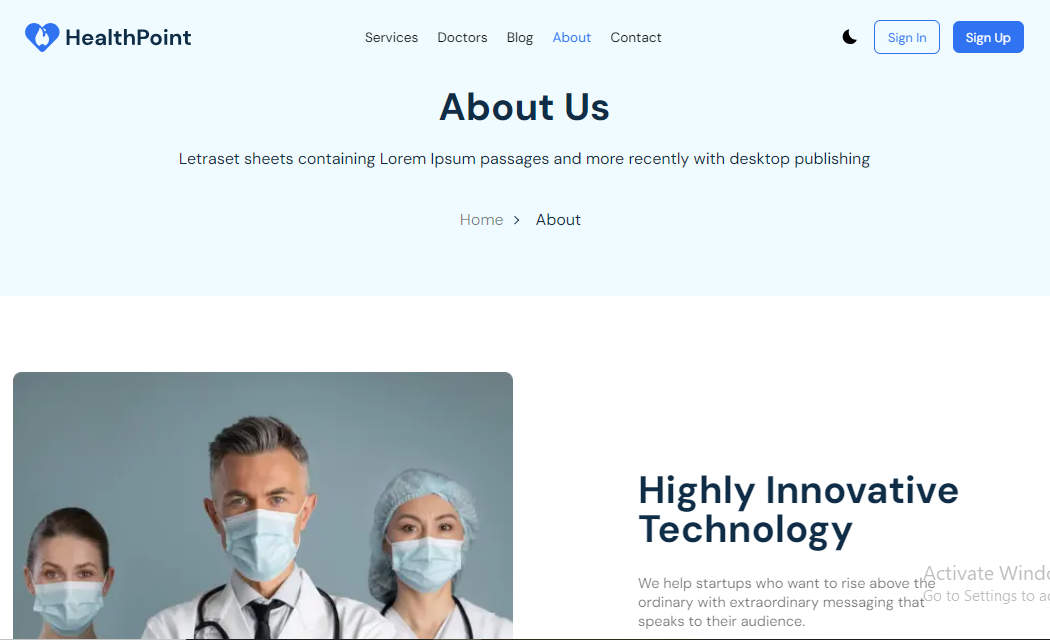 HealthPoint
Services Doctors Blog About Contact
Sign In Sign Up
About Us
Letraset sheets containing Lorem Ipsum passages and more recently with desktop publishing
Home > About
Highly Innovative
Technology
We help startups who want to rise above the
ordinary with extraordinary messaging that
speaks to their audience.
Activate
Go to Settings to